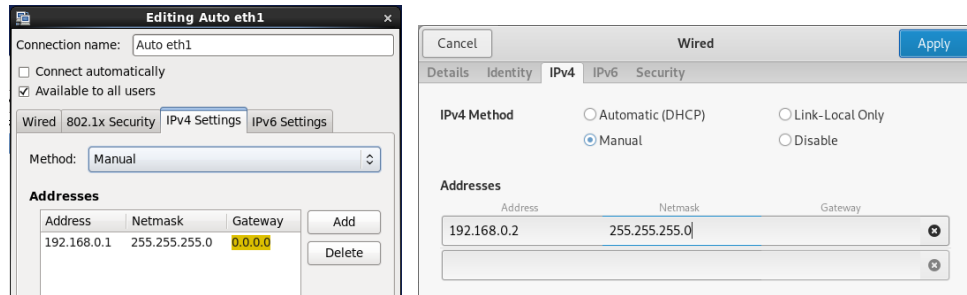 Editing Auto eth1
Connection name: Auto eth1
Connect automatically
Available to all users
Wired 802.1x Security IPv4 Settings IPv6 Settings
Method: Manual
Addresses
Address Netmask Gateway
192.168.0.1 255.255.255.0 0.0.0.0
Add
Delete
Cancel Wired Apply
Details Identity IPv4 IPv6 Security
IPv4 Method Automatic (DHCP) Link-Local Only
Manual Disable
Addresses
Address Netmask Gateway
192.168.0.2 255.255.255.0